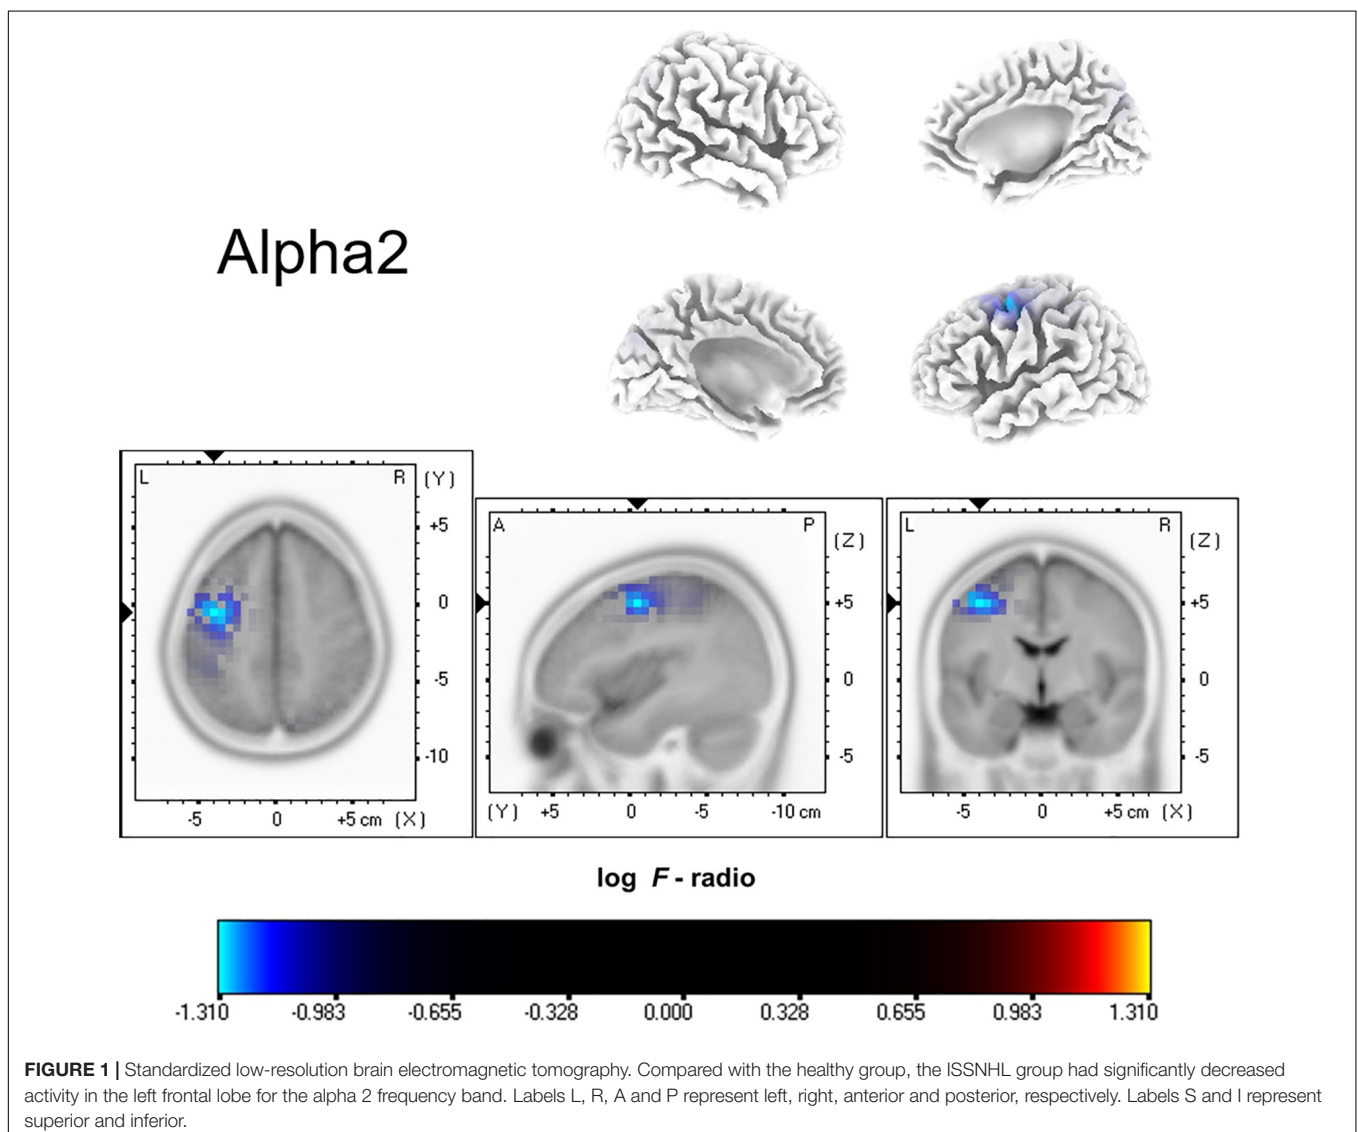 Alpha2
L R (Y)
+5
0
-5
-10
-5 0 +5 cm (X)
A P (Z)
+5
0
-5
(Y) +5 0 -5 -10 cm
L R (Z)
+5
0
-5
-5 0 +5 cm (X)
log F - radio
-1.310 -0.983 -0.655 -0.328 0.000 0.328 0.655 0.983 1.310
FIGURE 1 | Standardized low-resolution brain electromagnetic tomography. Compared with the healthy group, the ISSNHL group had significantly decreased
activity in the left frontal lobe for the alpha 2 frequency band. Labels L, R, A and P represent left, right, anterior and posterior, respectively. Labels S and I represent
superior and inferior.